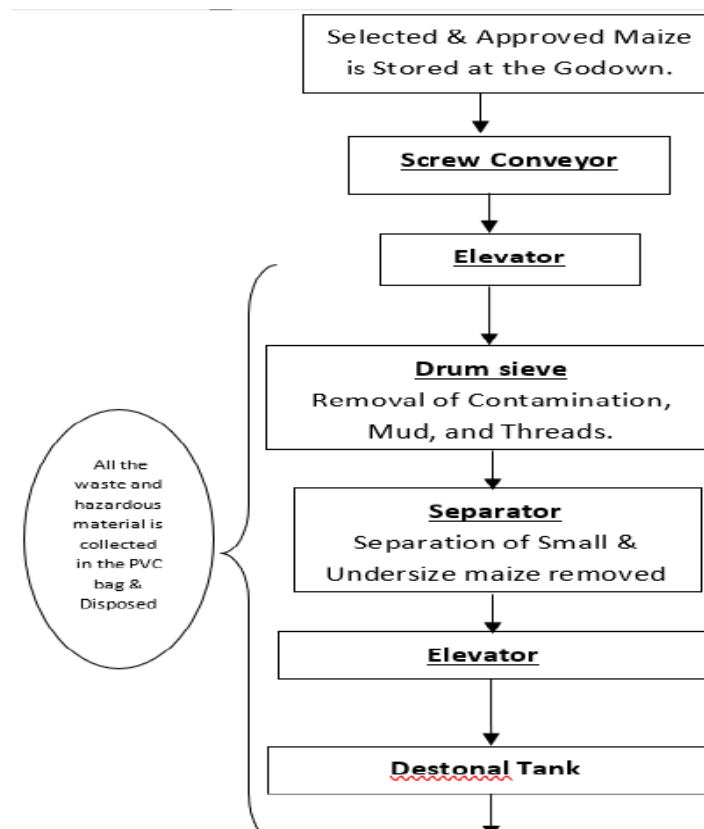 Selected & Approved Maize
is Stored at the Godown.
Screw Conveyor
Elevator
Drum sieve
Removal of Contamination,
Mud, and Threads.
Separator
Separation of Small &
Undersize maize removed
Elevator
Destonal Tank
All the
waste and
hazardous
material is
collected
in the PVC
bag &
Disposed